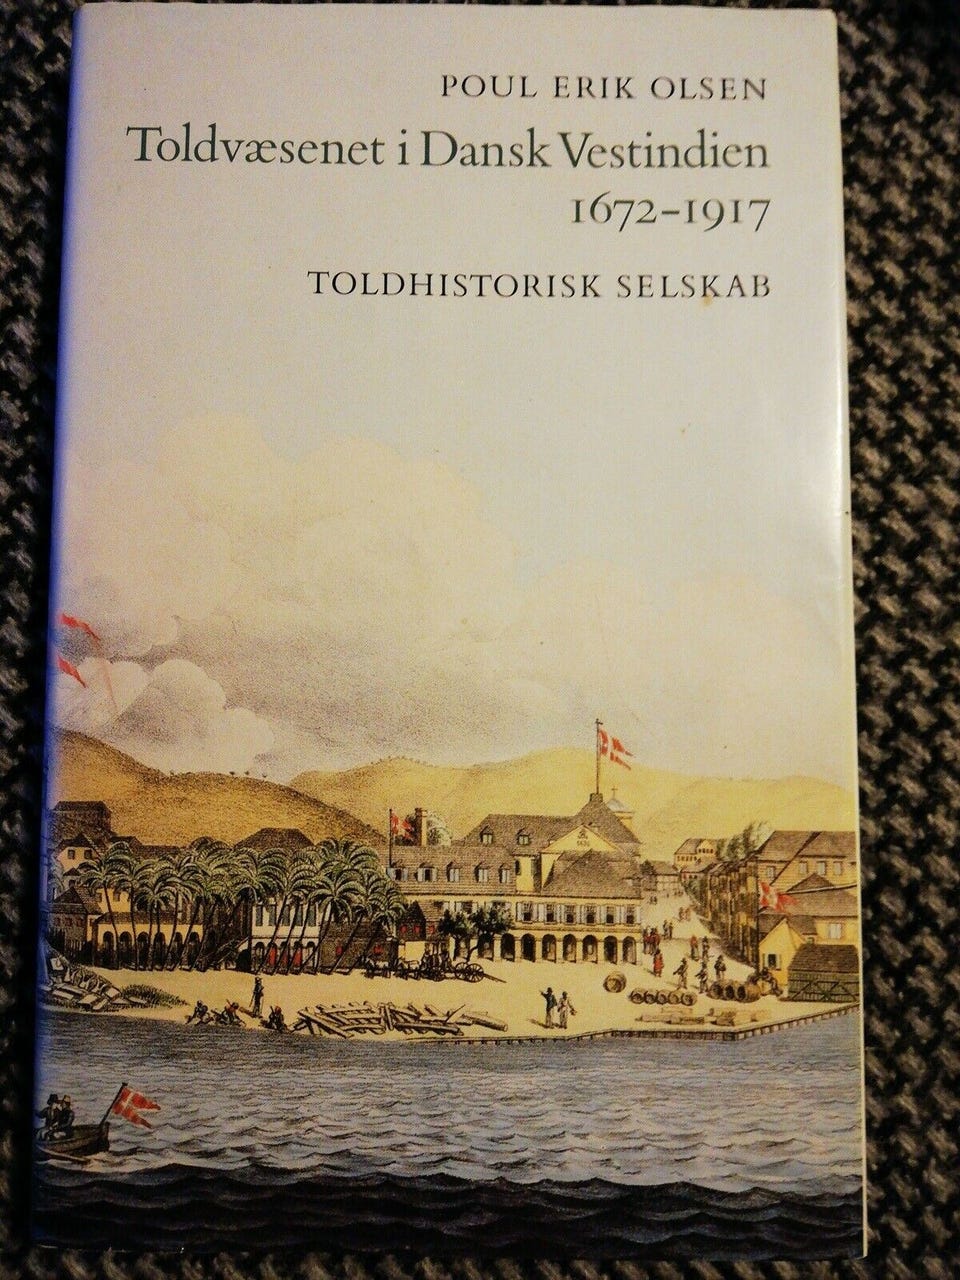 POUL ERIK OLSEN
Toldvæsenet i Dansk Vestindien
1672–1917
TOLDHISTORISK SELSKAB